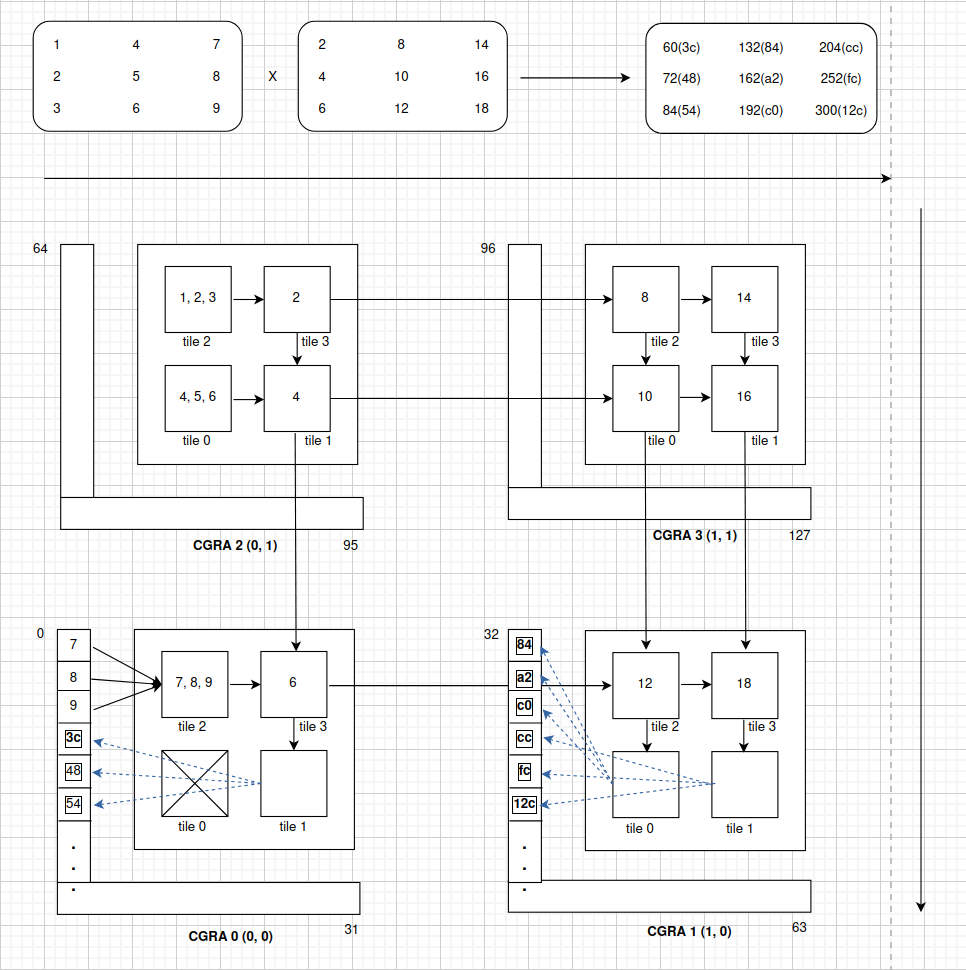 1 4 7 2 8 14 60(3c) 132(84) 204(cc)
2 5 8 X 4 10 16 72(48) 162(a2) 252(fc)
3 6 9 6 12 18 84(54) 192(c0) 300(12c)
64 96
1, 2, 3 2 8 14
tile 2 tile 3 tile 2 tile 3
4, 5, 6 4 10 16
tile 0 tile 1 tile 0 tile 1
CGRA 2 (0, 1) 95 CGRA 3 (1, 1) 127
0 32
7 84
8 7, 8, 9 6 a2 12 18
9 c0
tile 2 tile 3 tile 2 tile 3
3c cc
48 fc
54 12c
tile 0 tile 1 tile 0 tile 1
CGRA 0 (0, 0) 31 CGRA 1 (1, 0) 63